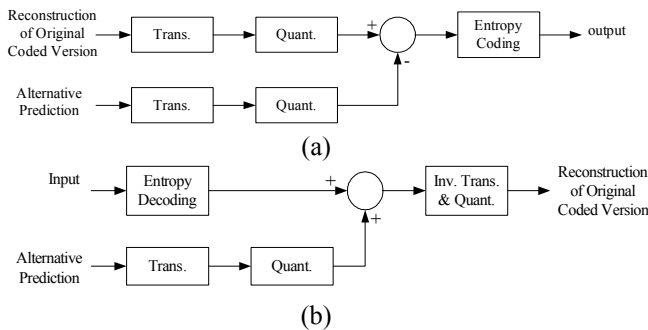 Reconstruction
of Original
Coded Version
Trans.
Quant.
+
-
Entropy
Coding
output
Alternative
Prediction
Trans.
Quant.
(a)
Input
Entropy
Decoding
+
+
Inv. Trans.
& Quant.
Reconstruction
of Original
Coded Version
Alternative
Prediction
Trans.
Quant.
(b)